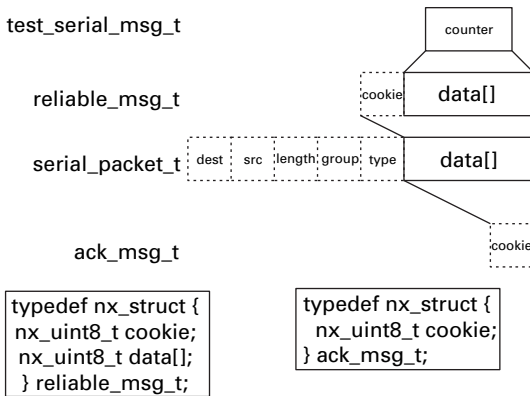 test_serial_msg_t
counter
reliable_msg_t
cookie
data[]
serial_packet_t
dest
src
length
group
type
data[]
ack_msg_t
cookie
typedef nx_struct {
nx_uint8_t cookie;
nx_uint8_t data[];
} reliable_msg_t;
typedef nx_struct {
nx_uint8_t cookie;
} ack_msg_t;